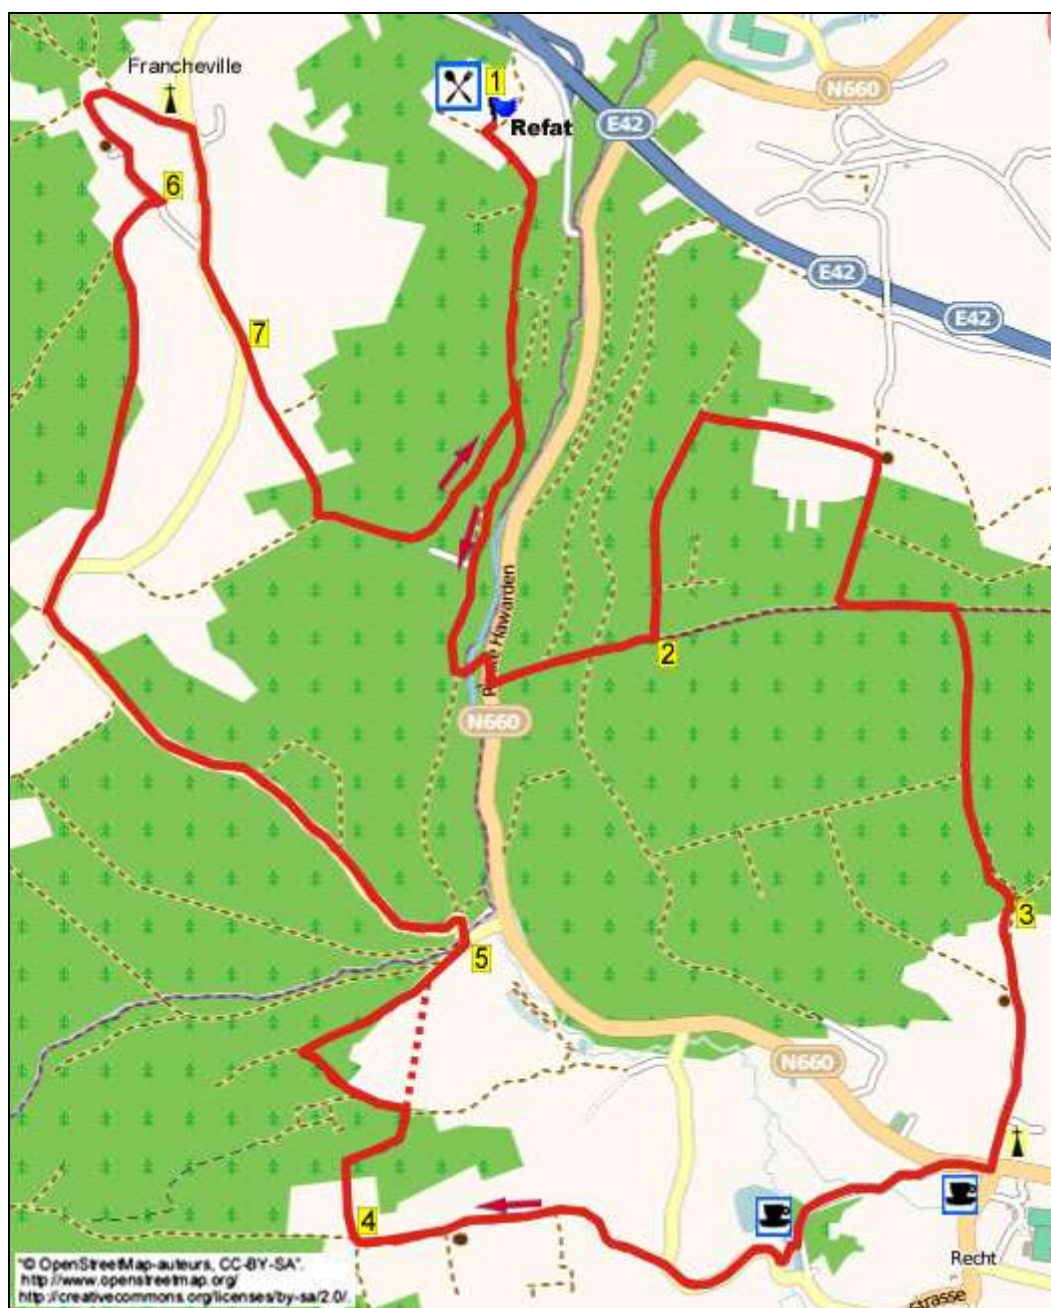 Francheville
1
Refat
N660
E42
6
E42
E42
7
Hawarden
2
N660
3
5
N660
4
Recht
strasse
"© OpenStreetMap-auteurs, CC-BY-SA".
http://www.openstreetmap.org/
http://creativecommons.org/licenses/by-sa/2.0/.